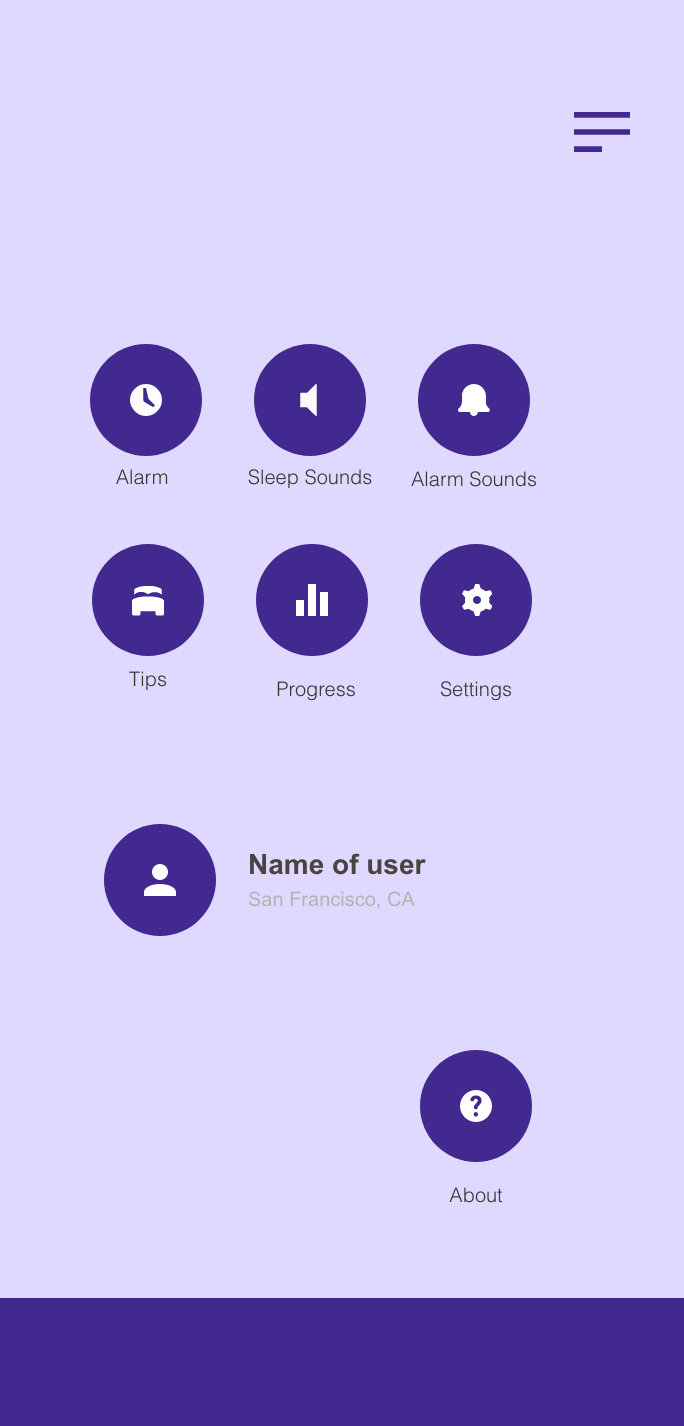 Alarm
Sleep Sounds
Alarm Sounds
Tips
Progress
Settings
Name of user
San Francisco, CA
?
About